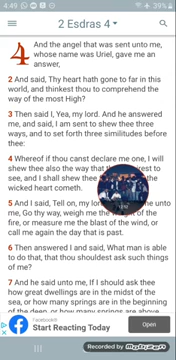 4:49
2 Esdras 4
4 And the angel that was sent unto me,
whose name was Uriel, gave me an
answer,
2 And said, Thy heart hath gone to far in this
world, and thinkest thou to comprehend the
way of the most High?
3 Then said I, Yea, my lord. And he answered
me, and said, I am sent to shew thee three
ways, and to set forth three similitudes before
thee:
4 Whereof if thou canst declare me one, I will
shew thee also the way that thou desirest to
see, and I shall shew thee
wicked heart cometh
5 And I said, Tell on, my lord
Go thy way, weigh me the weight of the
fire, or measure me the blast of the wind, or
call me again the day that is past.
6 Then answered I and said, What man is able
to do that, that thou shouldest ask such things
of me?
7 And he said unto me, If I should ask thee
how great dwellings are in the midst of the
sea, or how many springs are in the beginning
of the deep, or how many springs are above
Start Reading Today
Open
RECORDED WITH